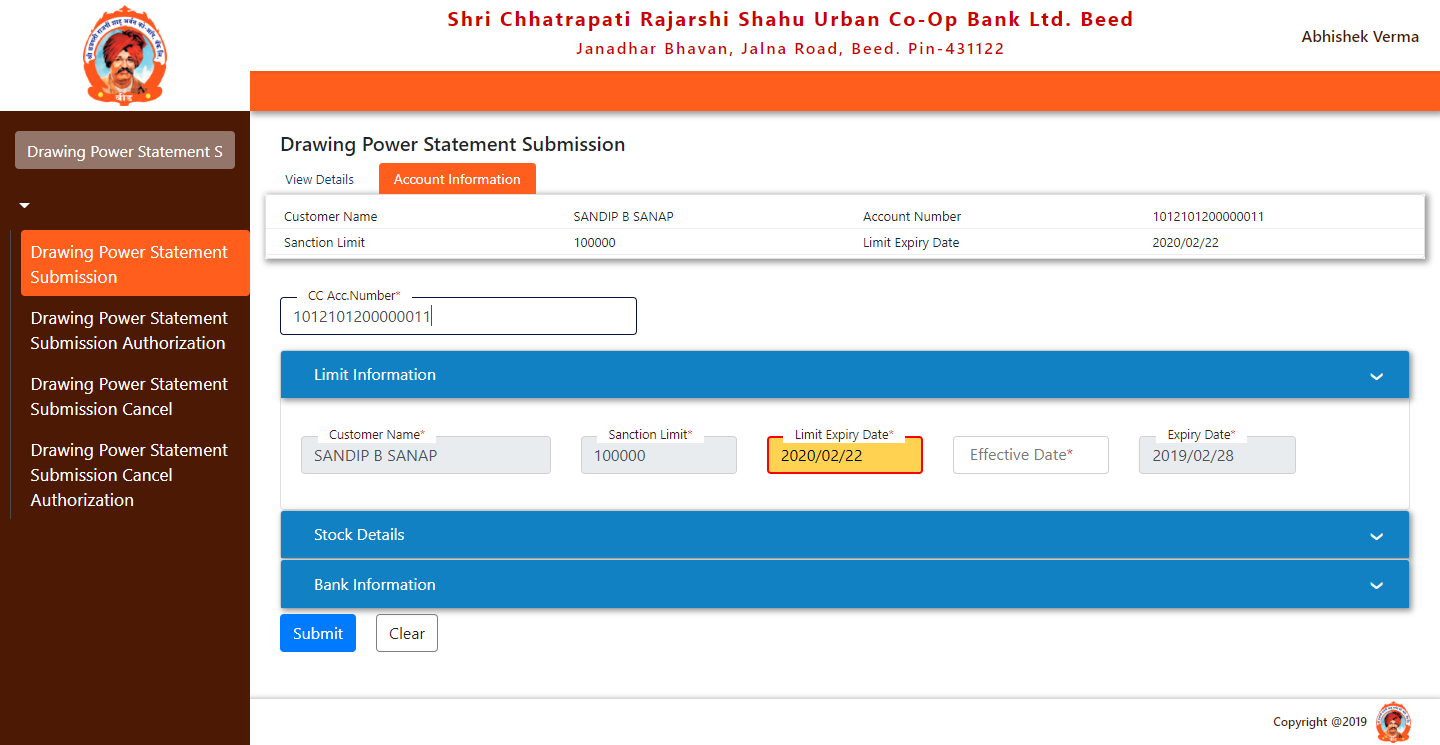 Shri Chhatrapati Rajarshi Shahu Urban Co-Op Bank Ltd. Beed
Janadhar Bhavan, Jalna Road, Beed. Pin-431122
Abhishek Verma
बीड
Drawing Power Statement S
Drawing Power Statement
Submission
Drawing Power Statement
Submission Authorization
Drawing Power Statement
Submission Cancel
Drawing Power Statement
Submission Cancel
Authorization
Drawing Power Statement Submission
View Details Account Information
Customer Name SANDIP B SANAP Account Number 1012101200000011
Sanction Limit 100000 Limit Expiry Date 2020/02/22
CC Acc.Number*
1012101200000011
Limit Information
Customer Name* Sanction Limit* Limit Expiry Date* Expiry Date*
SANDIP B SANAP 100000 2020/02/22 Effective Date* 2019/02/28
Stock Details
Bank Information
Submit Clear
Copyright @2019